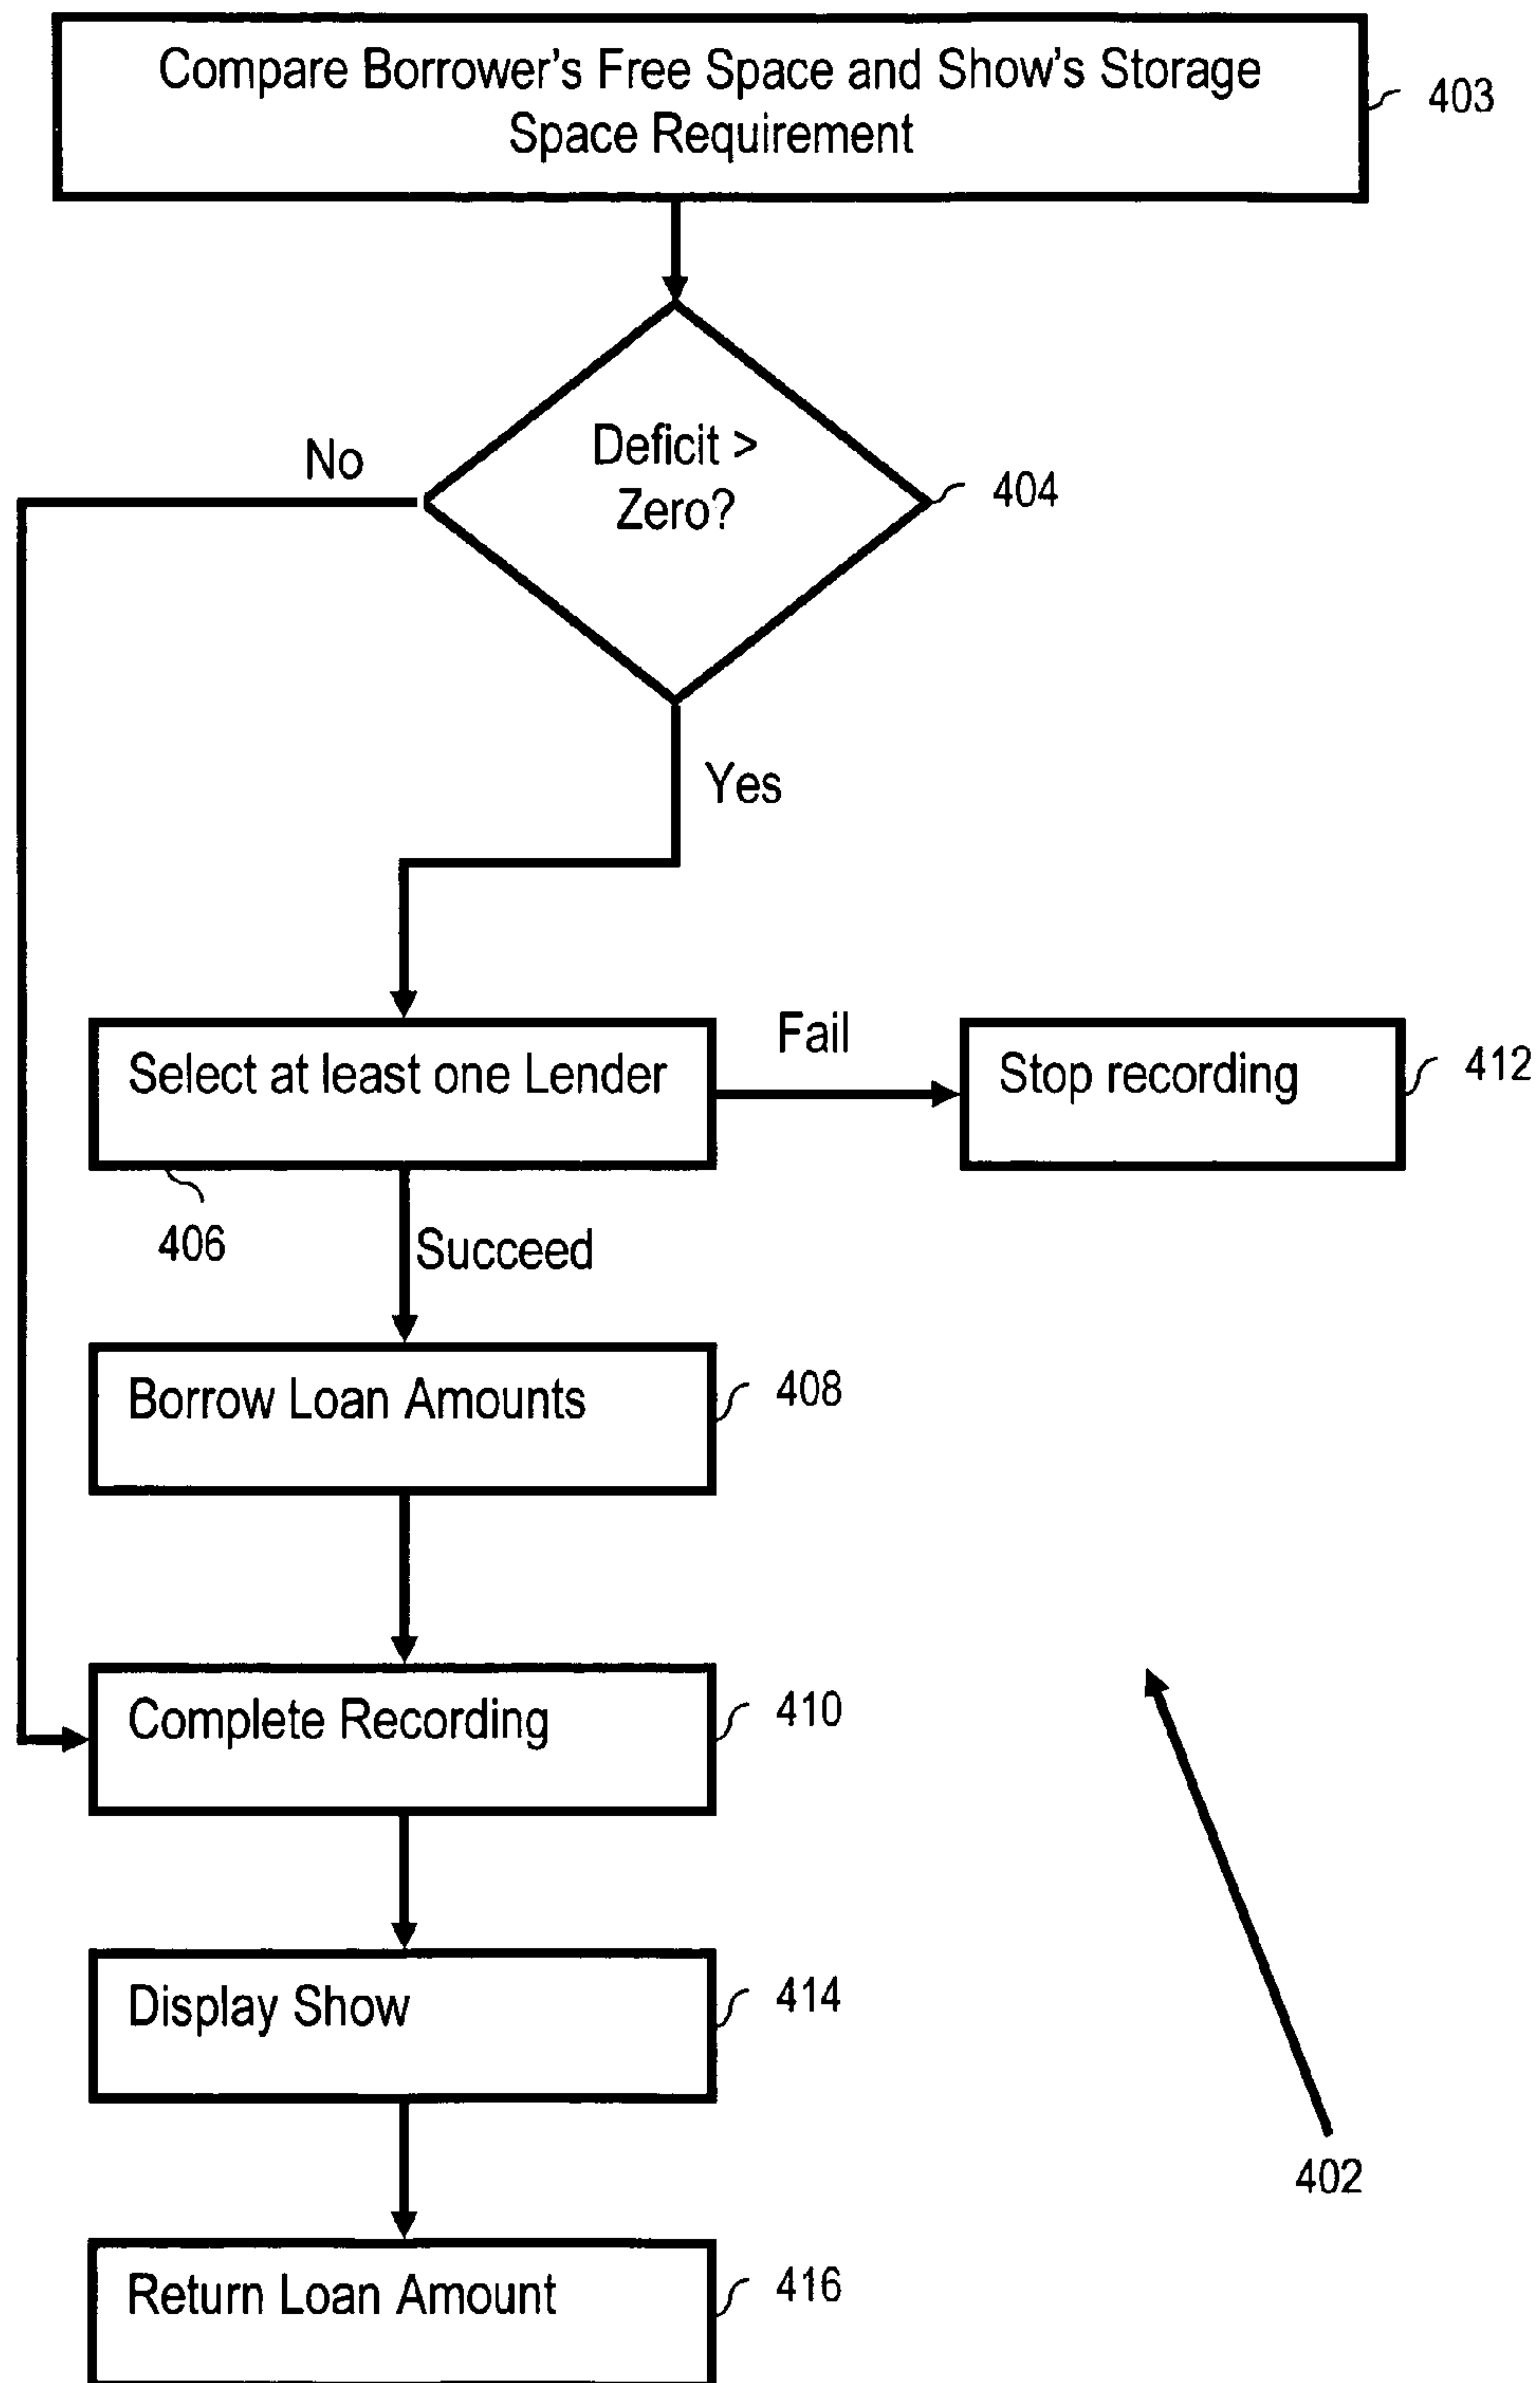 Compare Borrower's Free Space and Show's Storage
Space Requirement
403
Deficit >
Zero?
No
404
Yes
Select at least one Lender
Fail
Stop recording
412
406
Succeed
Borrow Loan Amounts
408
Complete Recording
410
Display Show
414
402
Return Loan Amount
416